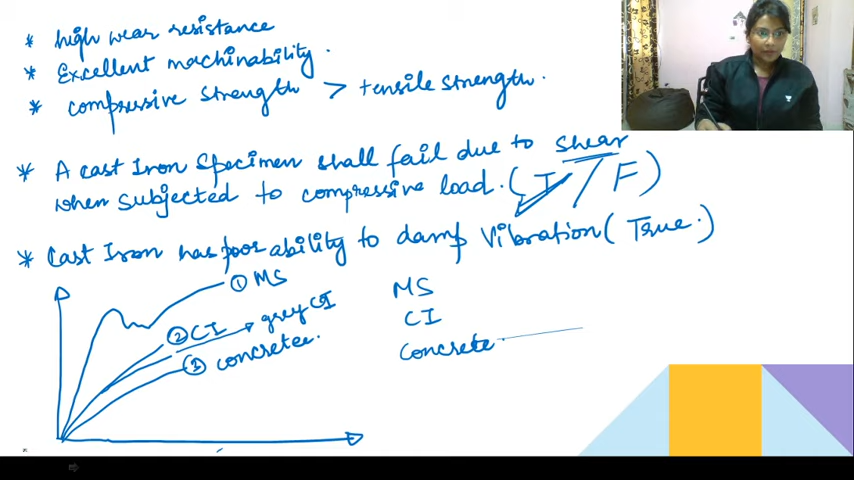 * high wear resistance
* Excellent machinability.
* compressive strength > tensile strength.
* A cast Iron specimen shall fail due to shear
when subjected to compressive load. ( T / F )
* Cast Iron has poor ability to damp vibration ( True. )
① MS
② CI → grey CI
③ concretee.
MS
CI
Concrete